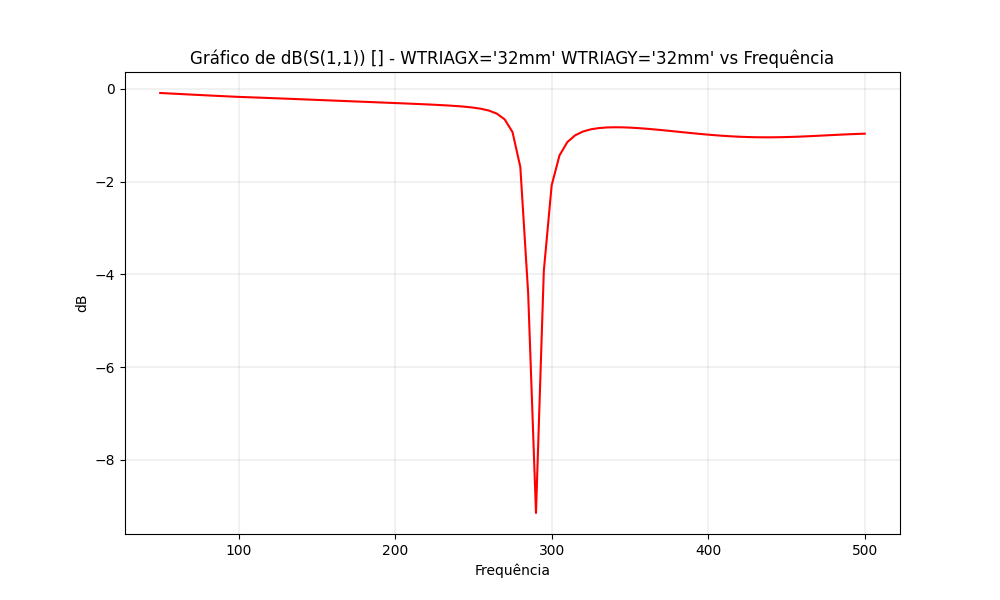 Gráfico de dB(S(1,1)) [] - WTRIAGX='32mm' WTRIAGY='32mm' vs Frequência
0
−2
−4
−6
−8
dB
100 200 300 400 500
Frequência